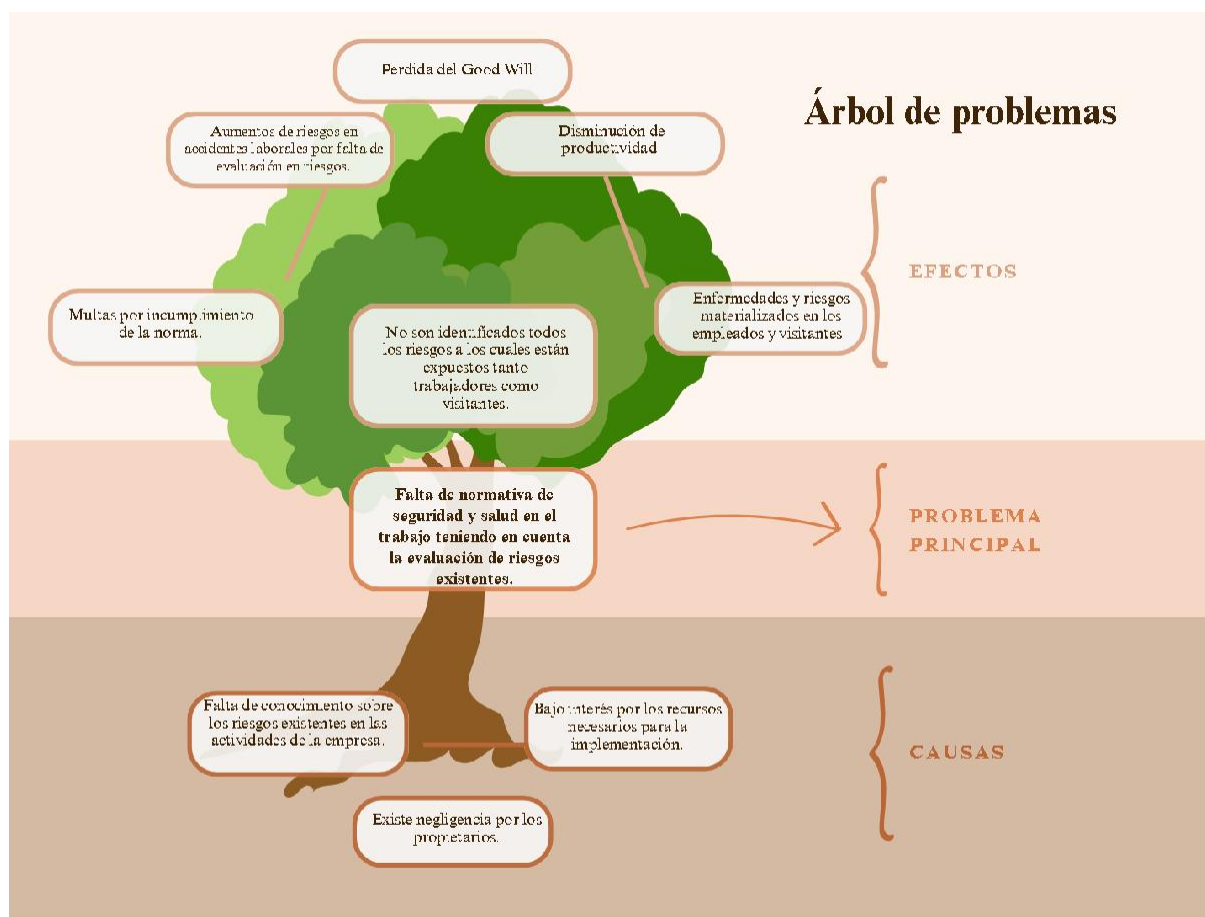 Perdida del Good Will
Árbol de problemas
Aumentos de riesgos en
accidentes laborales por falta de
evaluación en riesgos.
Disminución de
productividad
EFECTOS
Multas por incumplimiento
de la norma.
Enfermedades y riesgos
materializados en los
empleados y visitantes
No son identificados todos
los riesgos a los cuales están
expuestos tanto
trabajadores como
visitantes.
Falta de normativa de
seguridad y salud en el
trabajo teniendo en cuenta
la evaluación de riesgos
existentes.
PROBLEMA
PRINCIPAL
Falta de conocimiento sobre
los riesgos existentes en las
actividades de la empresa.
Bajo interés por los recursos
necesarios para la
implementación.
CAUSAS
Existe negligencia por los
propietarios.